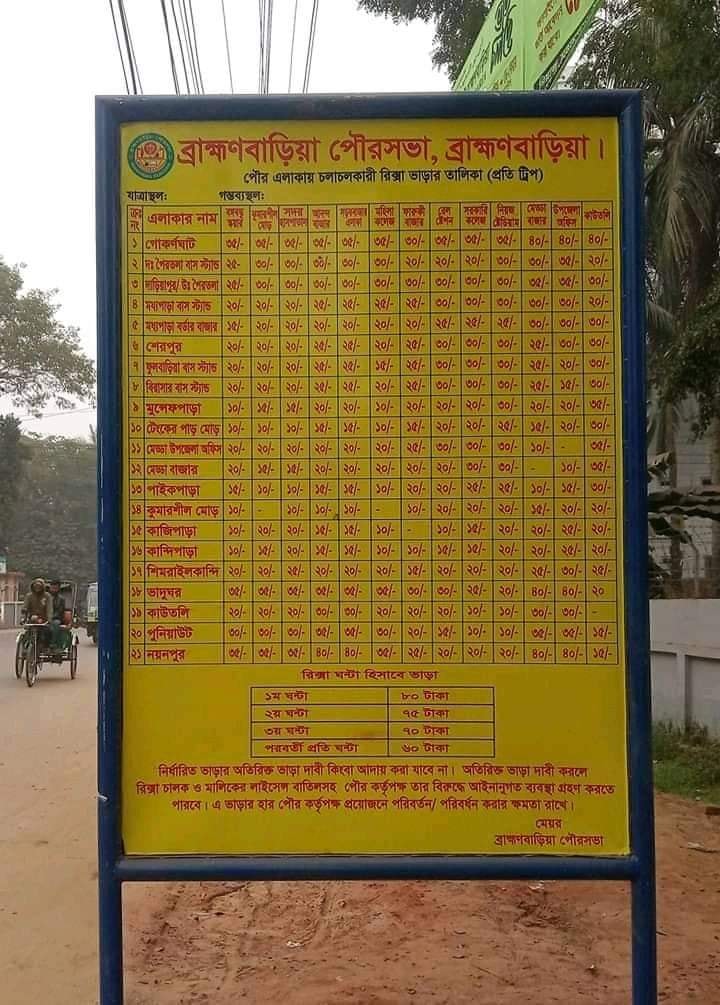 ব্রাহ্মণবাড়িয়া পৌরসভা, ব্রাহ্মণবাড়িয়া।
পৌর এলাকায় চলাচলকারী রিক্সা ভাড়ার তালিকা (প্রতি ট্রিপ)
যাত্রাস্থল: গন্তব্যস্থল:
ক্রঃ নং এলাকার নাম কুমারশীল মোড় সদর হাসপাতাল আনন্দ বাজার মহিলা কলেজ ফারুকী বাজার রেল স্টেশন সরকারি কলেজ নিয়াজ স্টেডিয়াম মেড্ডা বাজার উপজেলা অফিস কাউতলি
১ গোকর্ণঘাট ৩৫/- ৩৫/- ৩৫/- ৩৫/- ৩৫/- ৩৫/- ৩০/- ৩৫/- ৩৫/- ৩৫/- ৪০/- ৪০/- ৪০/-
২ দঃ পৈরতলা বাস স্ট্যান্ড ২৫- ৩০/- ৩০/- ৩০/- ৩০/- ৩০/- ২০/- ২০/- ২০/- ২০/- ৩০/- ৩৫/- ২০/-
৩ দাড়িয়াপুর/ উঃ পৈরতলা ২৫/- ৩০/- ৩০/- ৩০/- ৩০/- ৩০/- ৩০/- ৩০/- ৩০/- ৩০/- ৩৫/- ৩৫/- ৩০/-
৪ মধ্যপাড়া বাস স্ট্যান্ড ২০/- ২০/- ২০/- ২৫/- ২৫/- ২৫/- ২৫/- ৩০/- ৩০/- ৩০/- ৩০/- ৩০/- ২০/-
৫ মধ্যপাড়া বর্ডার বাজার ১৫/- ২০/- ২০/- ২০/- ২০/- ২০/- ২০/- ২৫/- ২৫/- ২৫/- ৩০/- ৩০/- ৩০/-
৬ শেরপুর ২০/- ২০/- ২০/- ২৫/- ২৫/- ২০/- ২০/- ৩০/- ৩০/- ৩০/- ২৫/- ৩০/- ৩০/-
৭ ফুলবাড়িয়া বাস স্ট্যান্ড ২০/- ২০/- ২০/- ২৫/- ২৫/- ১৫/- ২৫/- ৩০/- ৩০/- ৩০/- ২৫/- ২০/- ৩০/-
৮ বিরাসার বাস স্ট্যান্ড ২০/- ২০/- ২০/- ২৫/- ২৫/- ২০/- ২৫/- ৩০/- ৩০/- ৩০/- ২৫/- ১৫/- ৩০/-
৯ মুন্সেফপাড়া ১০/- ১৫/- ১৫/- ২০/- ২০/- ১০/- ২০/- ২০/- ২০/- ৩০/- ২০/- ২০/- ৩৫/-
১০ টেংকের পাড় মোড় ১০/- ১০/- ১০/- ১৫/- ১৫/- ১০/- ১৫/- ২০/- ২০/- ২৫/- ১৫/- ২০/- ৩০/-
১১ মেড্ডা উপজেলা অফিস ২০/- ২০/- ২০/- ২০/- ২০/- ২০/- ২৫/- ৩০/- ৩০/- ৩০/- ১০/- - ৩৫/-
১২ মেড্ডা বাজার ২০/- ১৫/- ১৫/- ২০/- ২০/- ২০/- ২০/- ২০/- ৩০/- ৩০/- - ১০/- ৩৫/-
১৩ পাইকপাড়া ১৫/- ১০/- ১০/- ১৫/- ১৫/- ১০/- ২০/- ২০/- ২৫/- ২৫/- ১০/- ১৫/- ৩০/-
১৪ কুমারশীল মোড় ১০/- - ১০/- ১০/- ১০/- - ১০/- ২০/- ২০/- ২০/- ১৫/- ২০/- ২০/-
১৫ কাজিপাড়া ১০/- ২০/- ২০/- ১৫/- ১৫/- ১০/- - ১০/- ১৫/- ২০/- ২০/- ২৫/- ২০/-
১৬ কান্দিপাড়া ১০/- ১৫/- ১৫/- ২০/- ১৫/- ১০/- ১০/- ১৫/- ১৫/- ২০/- ২০/- ২৫/- ২০/-
১৭ শিমরাইলকান্দি ২০/- ২০/- ২৫/- ২০/- ২০/- ২০/- ২০/- ২০/- ২০/- ২০/- ২৫/- ৩০/- ২৫/-
১৮ ভাদুঘর ৩৫/- ৩৫/- ৩৫/- ৩৫/- ৩৫/- ৩৫/- ৩০/- ৩০/- ২৫/- ২০/- ৪০/- ৪০/- ২০
১৯ কাউতলি ২০/- ২০/- ২০/- ৩০/- ৩০/- ২০/- ২০/- ২০/- ১০/- ১০/- ৩০/- ৩০/- -
২০ পুনিয়াউট ৩০/- ৩০/- ৩০/- ৩৫/- ৩৫/- ৩০/- ২০/- ১৫/- ১০/- ১০/- ৩৫/- ৩৫/- ১৫/-
২১ নয়নপুর ৩৫/- ৩৫/- ৩৫/- ৪০/- ৪০/- ৩৫/- ২৫/- ২০/- ২০/- ২০/- ৪০/- ৪০/- ১৫/-
রিক্সা ঘন্টা হিসাবে ভাড়া
১ম ঘন্টা ৮০ টাকা
২য় ঘন্টা ৭৫ টাকা
৩য় ঘন্টা ৭০ টাকা
পরবর্তী প্রতি ঘন্টা ৬০ টাকা
নির্ধারিত ভাড়ার অতিরিক্ত ভাড়া দাবী কিংবা আদায় করা যাবে না। অতিরিক্ত ভাড়া দাবী করলে
রিক্সা চালক ও মালিকের লাইসেন্স বাতিলসহ পৌর কর্তৃপক্ষ তার বিরুদ্ধে আইনানুগত ব্যবস্থা গ্রহণ করতে
পারবে। এ ভাড়ার হার পৌর কর্তৃপক্ষ প্রয়োজনে পরিবর্তন/ পরিবর্ধন করার ক্ষমতা রাখে।
মেয়র
ব্রাহ্মণবাড়িয়া পৌরসভা